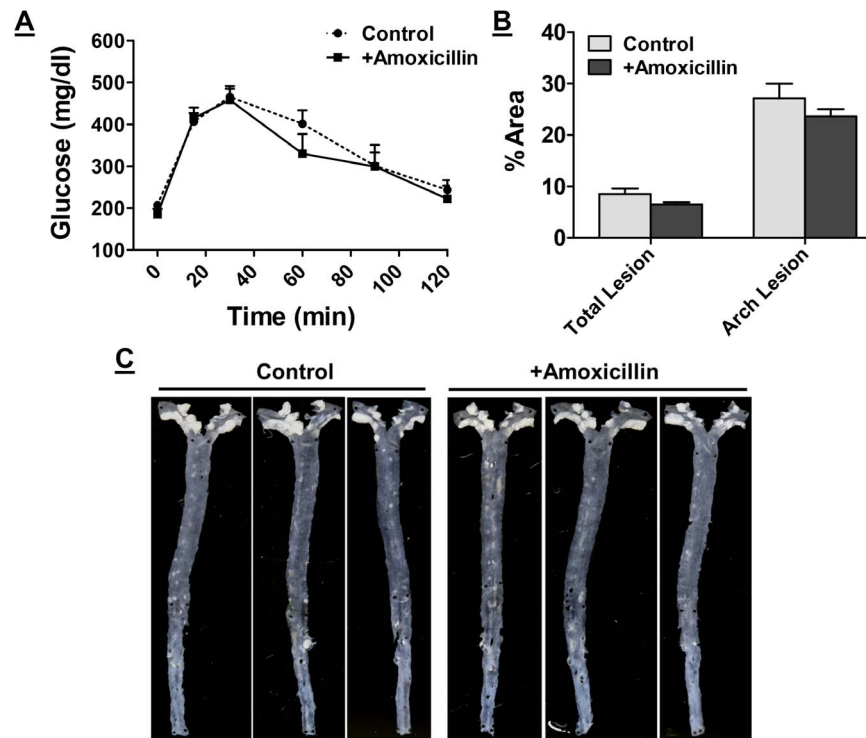 A
Glucose (mg/dl)
600
500
400
300
200
100
0
20
40
60
80
100
120
Time (min)
Control
+Amoxicillin
B
% Area
40
30
20
10
0
Total Lesion
Arch Lesion
Control
+Amoxicillin
C
Control
+Amoxicillin